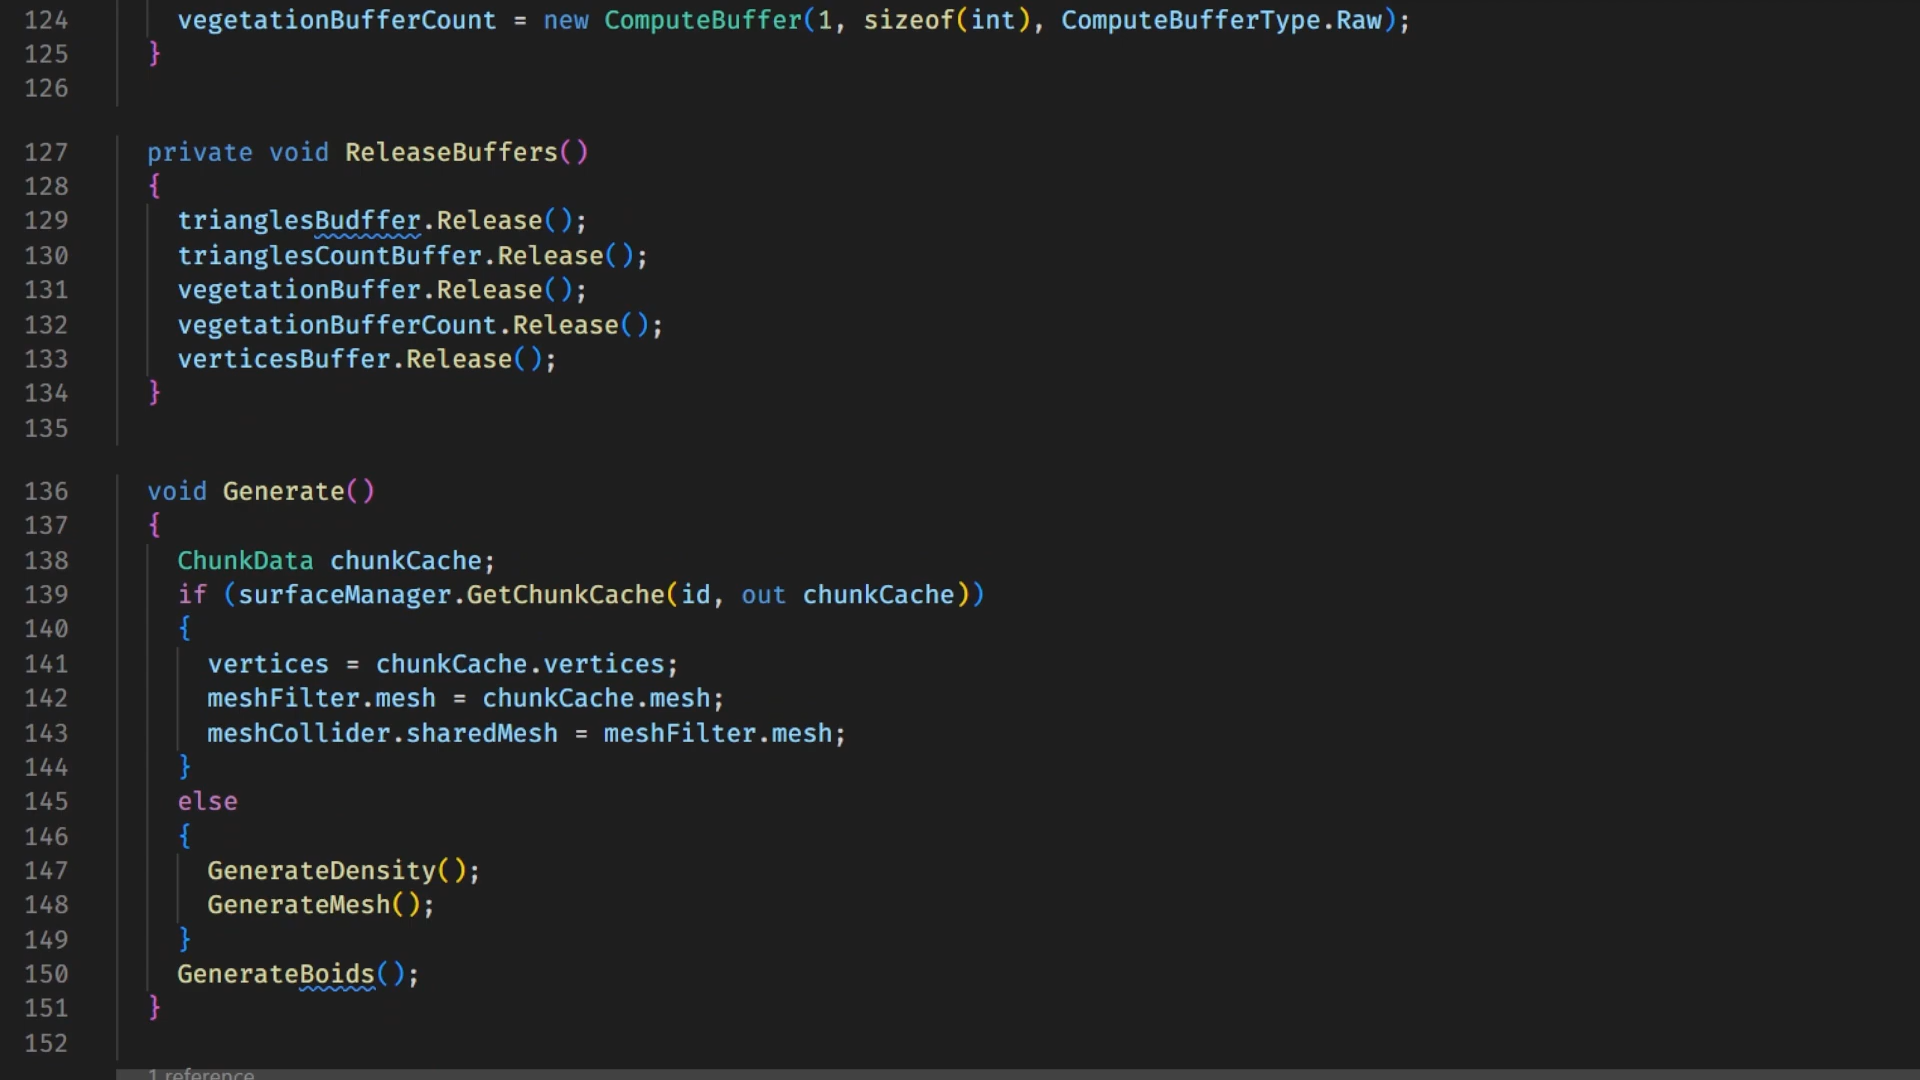 124 vegetationBufferCount = new ComputeBuffer(1, sizeof(int), ComputeBufferType.Raw);
125 }
126
127 private void ReleaseBuffers()
128 {
129 trianglesBudffer.Release();
130 trianglesCountBuffer.Release();
131 vegetationBuffer.Release();
132 vegetationBufferCount.Release();
133 verticesBuffer.Release();
134 }
135
136 void Generate()
137 {
138 ChunkData chunkCache;
139 if (surfaceManager.GetChunkCache(id, out chunkCache))
140 {
141 vertices = chunkCache.vertices;
142 meshFilter.mesh = chunkCache.mesh;
143 meshCollider.sharedMesh = meshFilter.mesh;
144 }
145 else
146 {
147 GenerateDensity();
148 GenerateMesh();
149 }
150 GenerateBoids();
151 }
152
1 reference